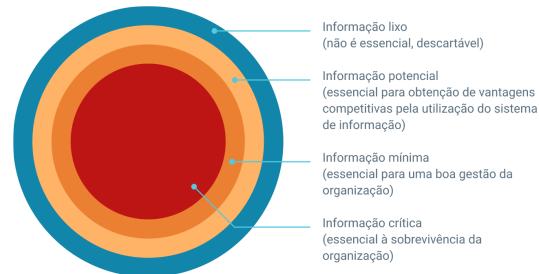 Informação lixo
(não é essencial, descartável)
Informação potencial
(essencial para obtenção de vantagens
competitivas pela utilização do sistema
de informação)
Informação mínima
(essencial para uma boa gestão da
organização)
Informação crítica
(essencial à sobrevivência da
organização)